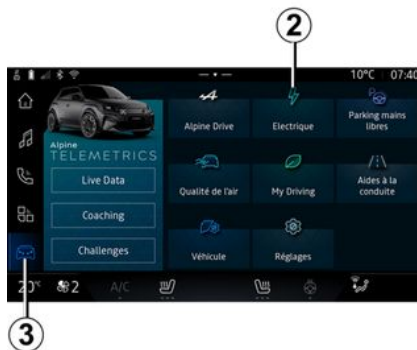 2
10°C 07:40
Alpine
TELEMETRICS
Live Data
Coaching
Challenges
Alpine Drive
Electrique
Parking mains
libres
Qualité de l'air
My Driving
Aides à la
conduite
Véhicule
Réglages
20°C
2
A/C
3